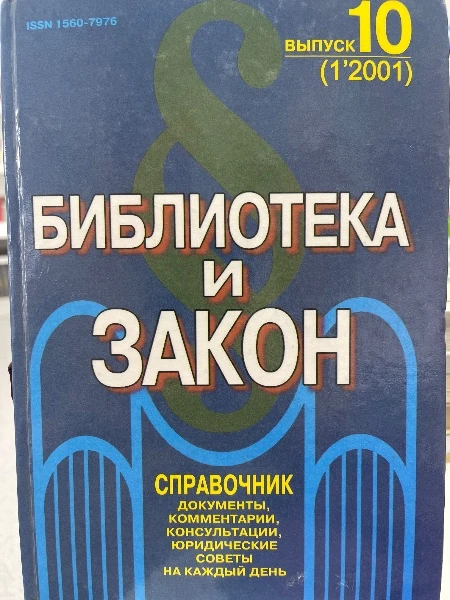 ISSN 1560-7976
ВЫПУСК 10
(1'2001)
БИБЛИОТЕКА
И
ЗАКОН
СПРАВОЧНИК
ДОКУМЕНТЫ,
КОММЕНТАРИИ,
КОНСУЛЬТАЦИИ,
ЮРИДИЧЕСКИЕ
СОВЕТЫ
НА КАЖДЫЙ ДЕНЬ